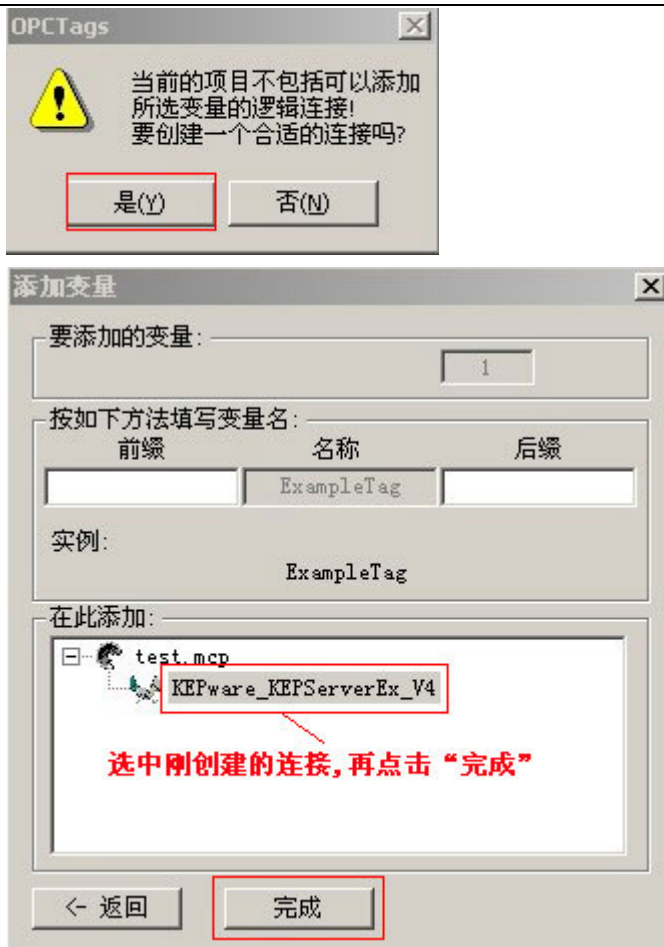 OPCTags
当前的项目不包括可以添加
所选变量的逻辑连接!
要创建一个合适的连接吗?
是(Y)
否(N)
添加变量
要添加的变量:
1
按如下方法填写变量名:
前缀 名称 后缀
ExampleTag
实例:
ExampleTag
在此添加:
test.mcp
KEPware_KEPServerEx_V4
选中刚创建的连接,再点击“完成”
<- 返回
完成